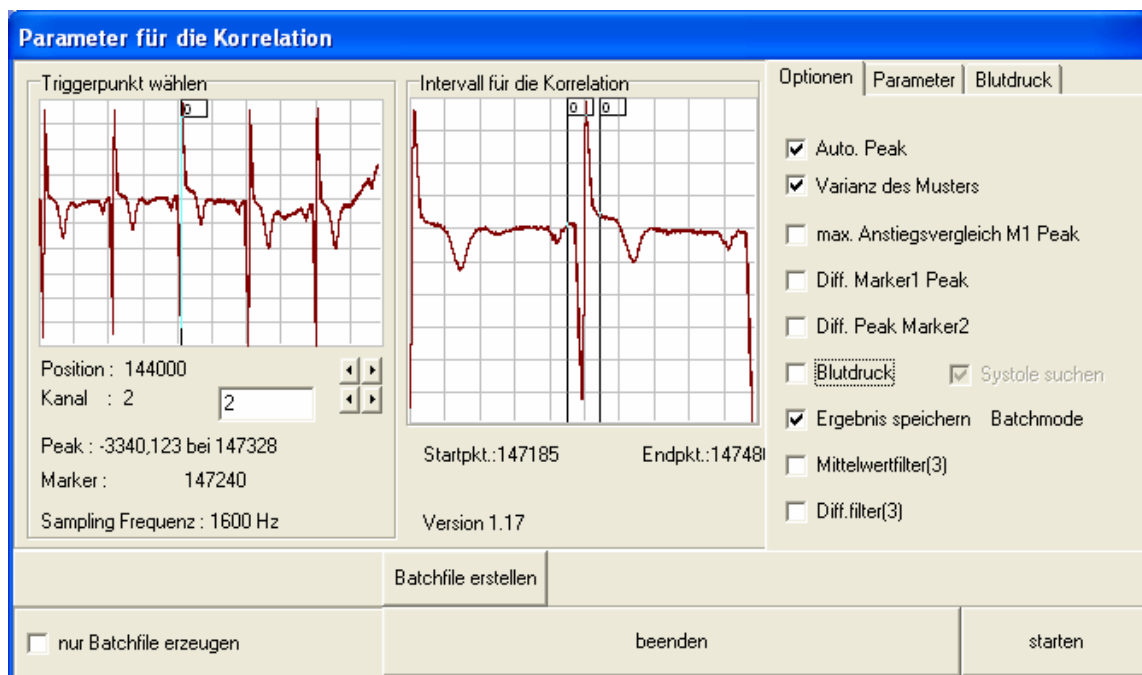 Parameter für die Korrelation
Triggerpunkt wählen
0
Position : 144000
Kanal : 2
2
Peak : -3340,123 bei 147328
Marker : 147240
Sampling Frequenz : 1600 Hz
Intervall für die Korrelation
0 0
Startpkt.:147185 Endpkt.:14748
Version 1.17
Optionen Parameter Blutdruck
Auto. Peak
Varianz des Musters
max. Anstiegsvergleich M1 Peak
Diff. Marker1 Peak
Diff. Peak Marker2
Blutdruck Systole suchen
Ergebnis speichern Batchmode
Mittelwertfilter(3)
Diff.filter(3)
Batchfile erstellen
nur Batchfile erzeugen beenden starten